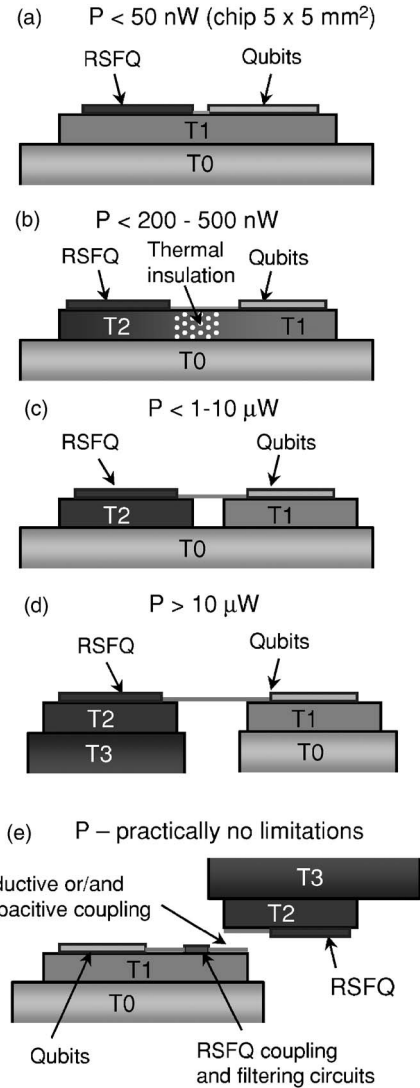 (a) P < 50 nW (chip 5 x 5 mm²)
RSFQ Qubits
T1
T0
(b) P < 200 - 500 nW
RSFQ Thermal insulation Qubits
T2 T1
T0
(c) P < 1-10 μW
RSFQ Qubits
T2 T1
T0
(d) P > 10 μW
RSFQ Qubits
T2 T1
T3 T0
(e) P – practically no limitations
T3
ductive or/and
pacitive coupling
T2
RSFQ
T1
T0
Qubits
RSFQ coupling
and filtering circuits